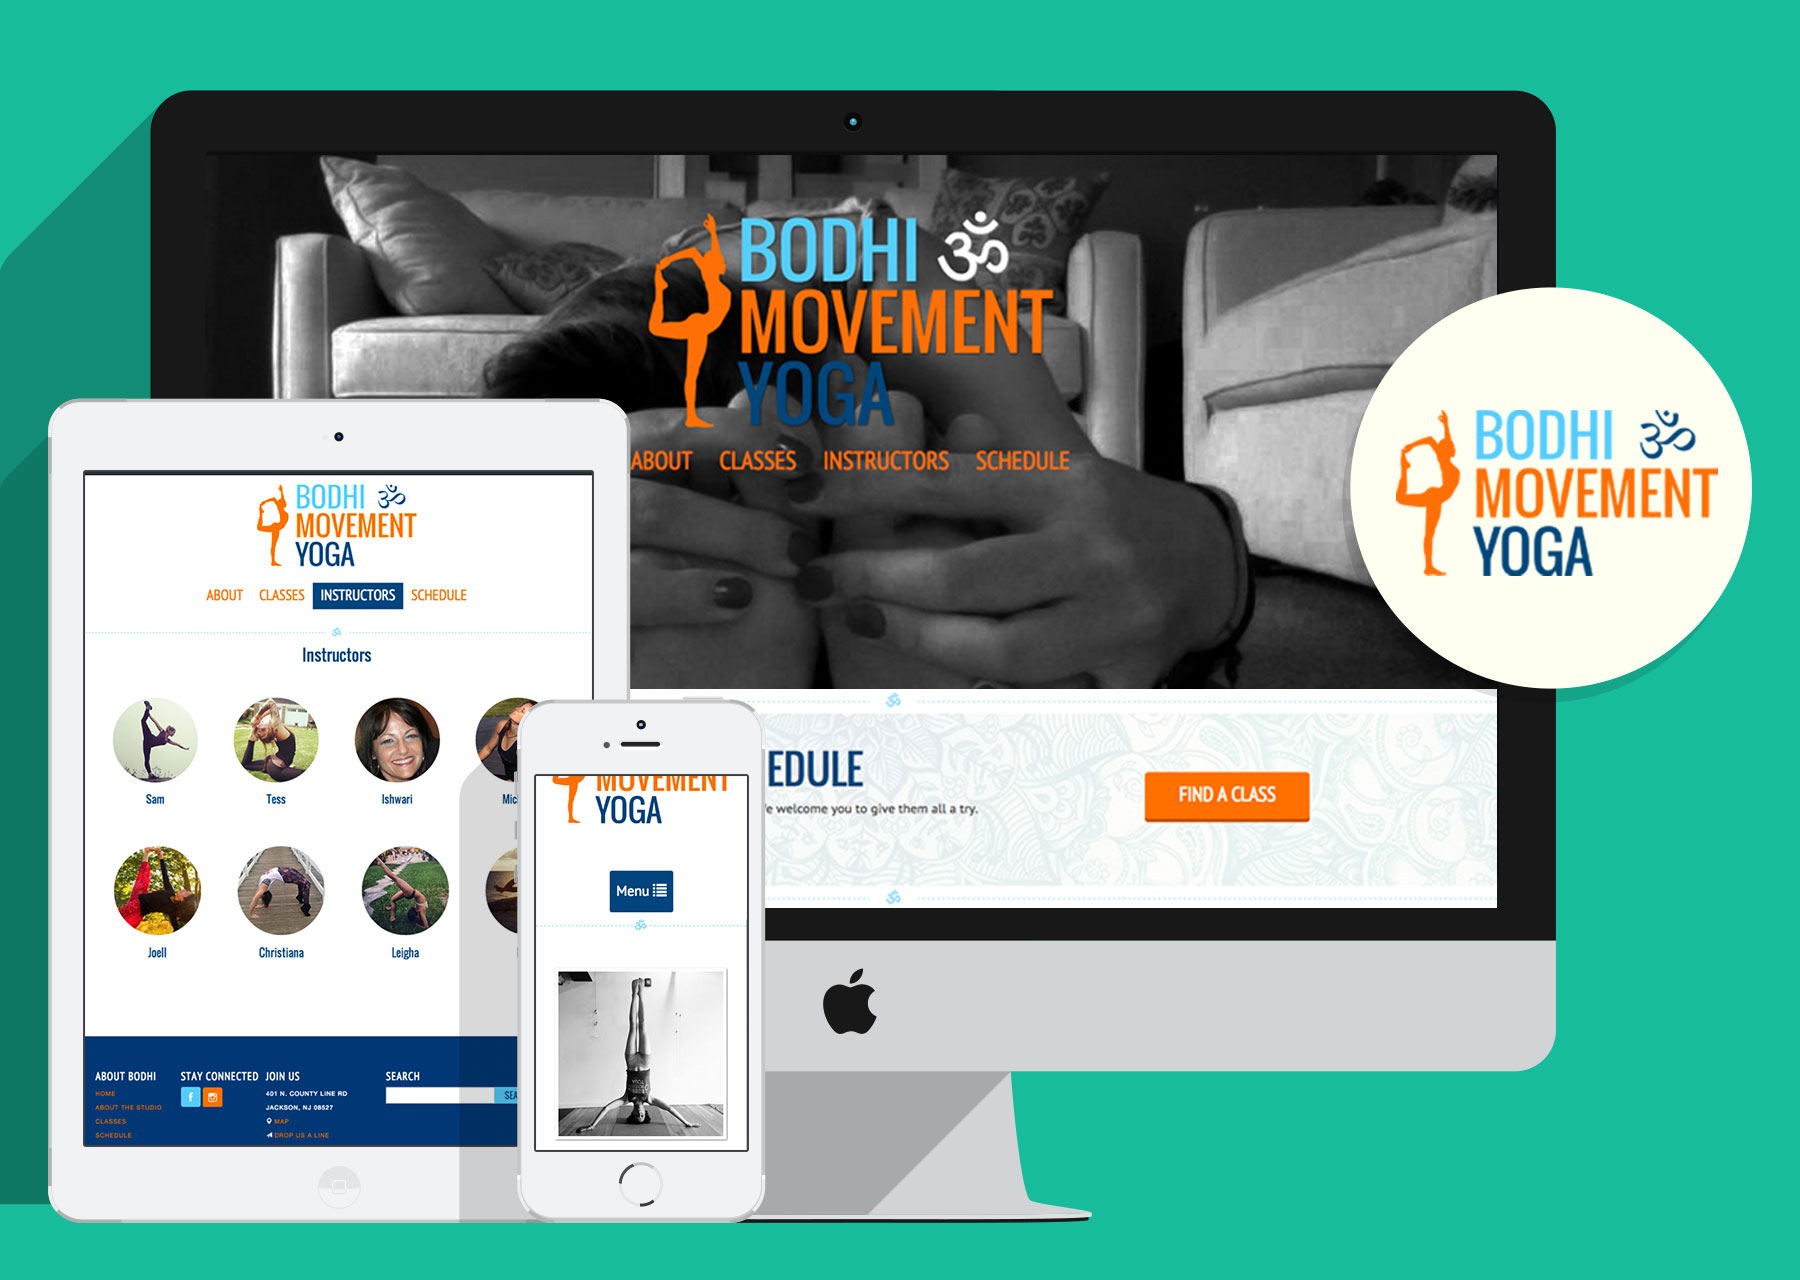 BODHI ॐ
MOVEMENT
YOGA
ABOUT CLASSES INSTRUCTORS SCHEDULE
EDULE
e welcome you to give them all a try.
FIND A CLASS
BODHI ॐ
MOVEMENT
YOGA
BODHI ॐ
MOVEMENT
YOGA
ABOUT CLASSES INSTRUCTORS SCHEDULE
Instructors
Sam Tess Ishwari Mic
Joell Christiana Leigha
ABOUT BODHI
HOME
ABOUT THE STUDIO
CLASSES
SCHEDULE
STAY CONNECTED
JOIN US
401 N. COUNTY LINE RD
JACKSON, NJ 08527
MAP
DROP US A LINE
SEARCH
SEA
MOVEMENT
YOGA
Menu